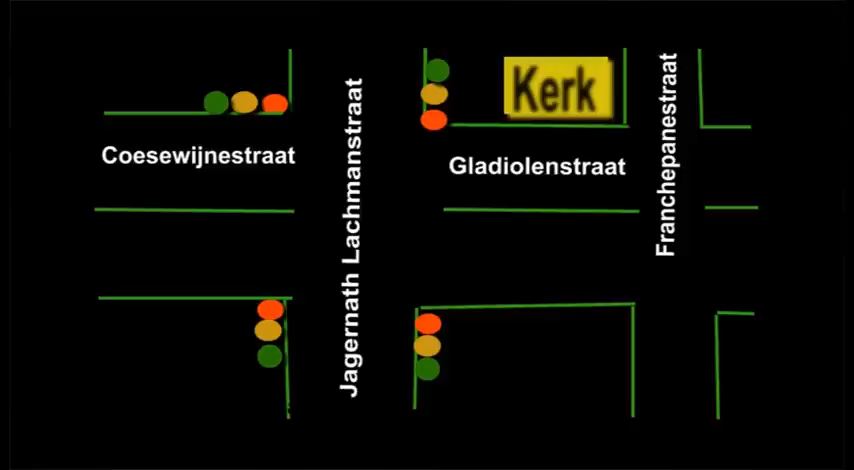 Kerk
Coesewijnestraat
Jagernath Lachmanstraat
Gladiolenstraat
Franchepanestraat